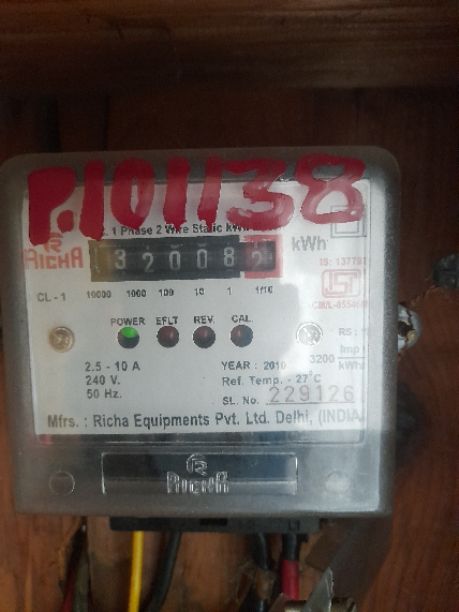 P.101138
1 Phase 2 Wire Static kWh
RICHA
320082
kWh
IS: 13779
CL - 1
10000 1000 100 10 1 1/10
POWER EFLT REV. CAL.
2.5 - 10 A
240 V.
50 Hz.
YEAR : 2010
Ref. Temp. - 27°C
SL. No. 229126
3200 Imp / kWh
Mfrs. : Richa Equipments Pvt. Ltd. Delhi, (INDIA
RICHA
L1